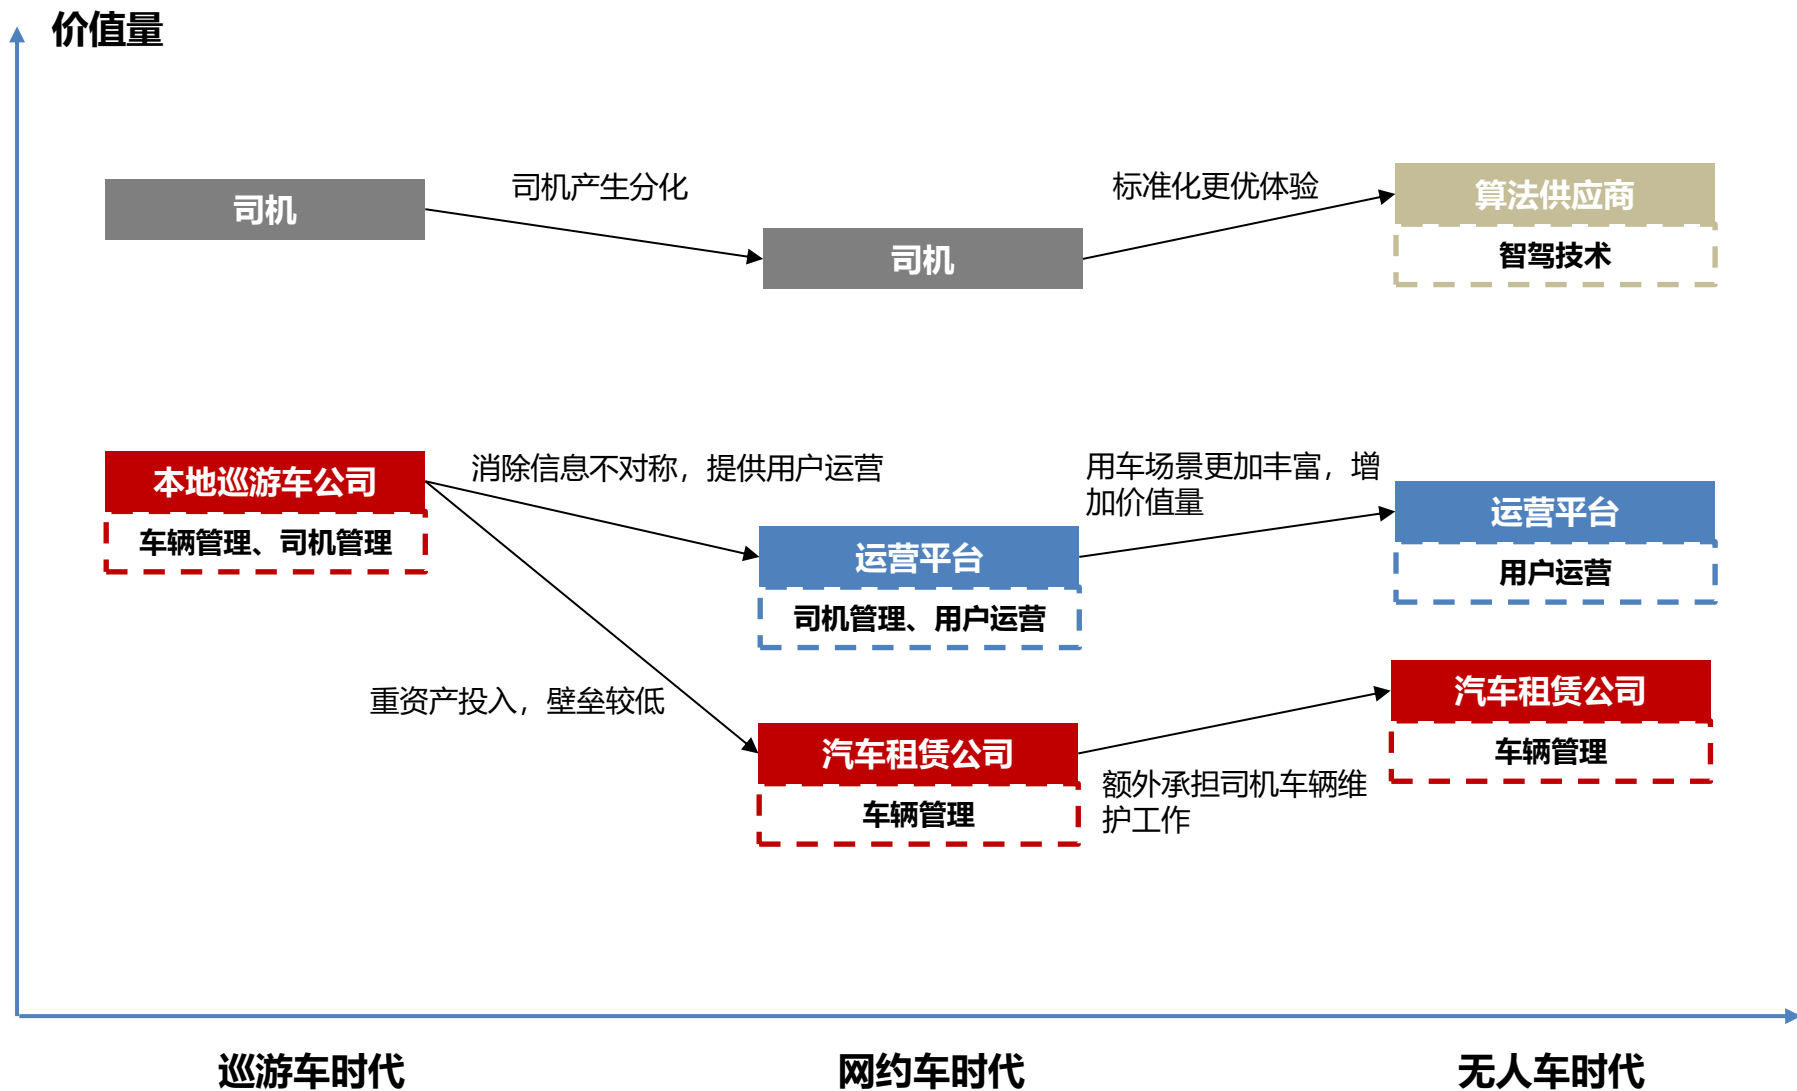 价值量
司机
司机产生分化
司机
标准化更优体验
算法供应商
智驾技术
本地巡游车公司
车辆管理、司机管理
消除信息不对称，提供用户运营
运营平台
司机管理、用户运营
用车场景更加丰富，增
加价值量
运营平台
用户运营
重资产投入，壁垒较低
汽车租赁公司
车辆管理
额外承担司机车辆维
护工作
汽车租赁公司
车辆管理
巡游车时代
网约车时代
无人车时代